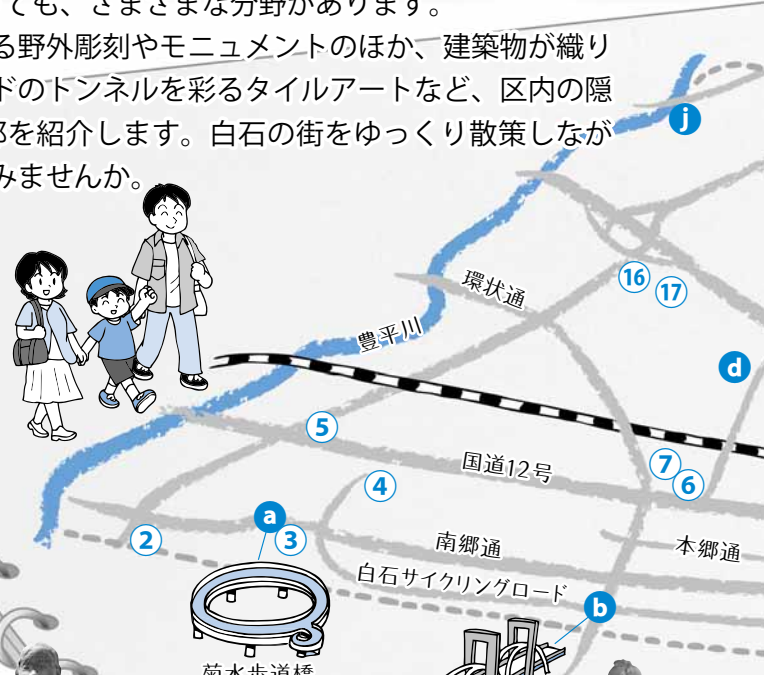 ても、さまざまな分野があります。
る野外彫刻やモニュメントのほか、建築物が織り
ドのトンネルを彩るタイルアートなど、区内の隠
を紹介します。白石の街をゆっくり散策しなが
みませんか。
j
16
17
環状通
豊平川
d
5
国道12号
7
6
4
a
2
3
南郷通
本郷通
白石サイクリングロード
b
菊水歩道橋